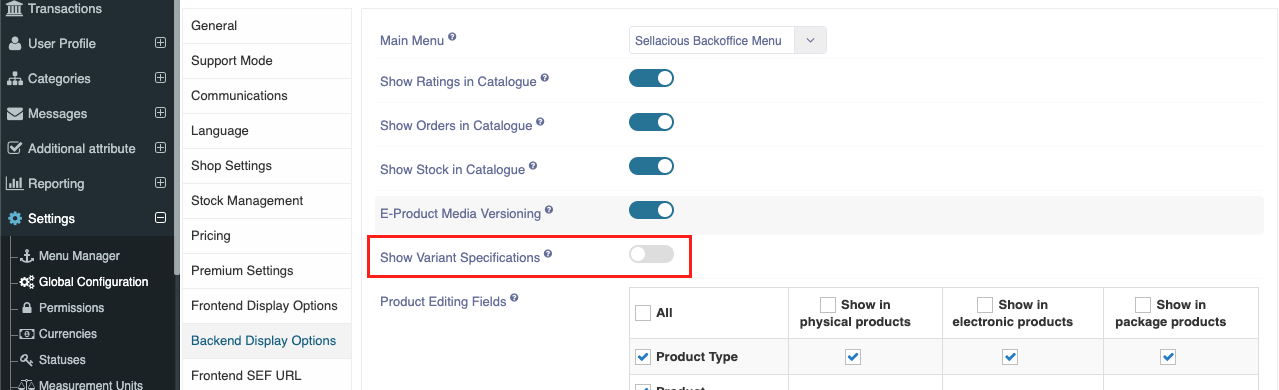 Transactions
User Profile
Categories
Messages
Additional attribute
Reporting
Settings
Menu Manager
Global Configuration
Permissions
Currencies
Statuses
Measurement Units
General
Support Mode
Communications
Language
Shop Settings
Stock Management
Pricing
Premium Settings
Frontend Display Options
Backend Display Options
Frontend SEF URL
Main Menu ?
Sellacious Backoffice Menu
Show Ratings in Catalogue ?
Show Orders in Catalogue ?
Show Stock in Catalogue ?
E-Product Media Versioning ?
Show Variant Specifications ?
Product Editing Fields ?
All
Show in
physical products
Show in
electronic products
Show in
package products
Product Type
Product